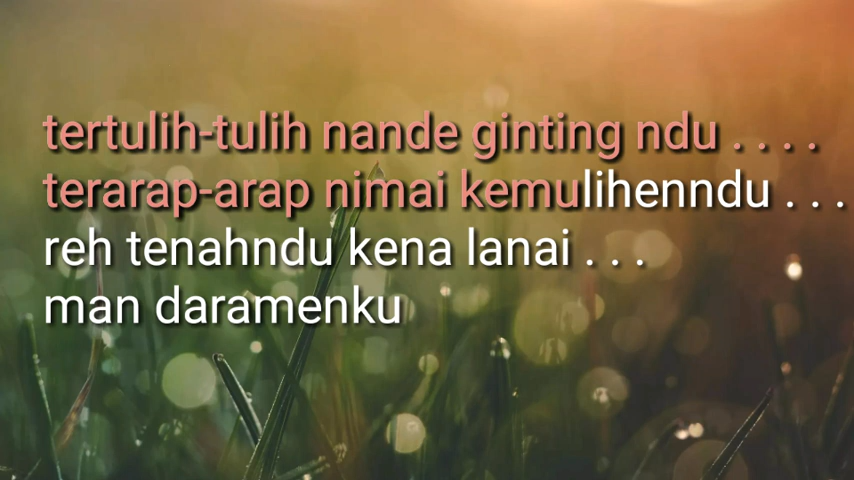 tertulih-tulih nande ginting ndu . . . .
terarap-arap nimai kemulihenndu . . .
reh tenahndu kena lanai . . .
man daramenku